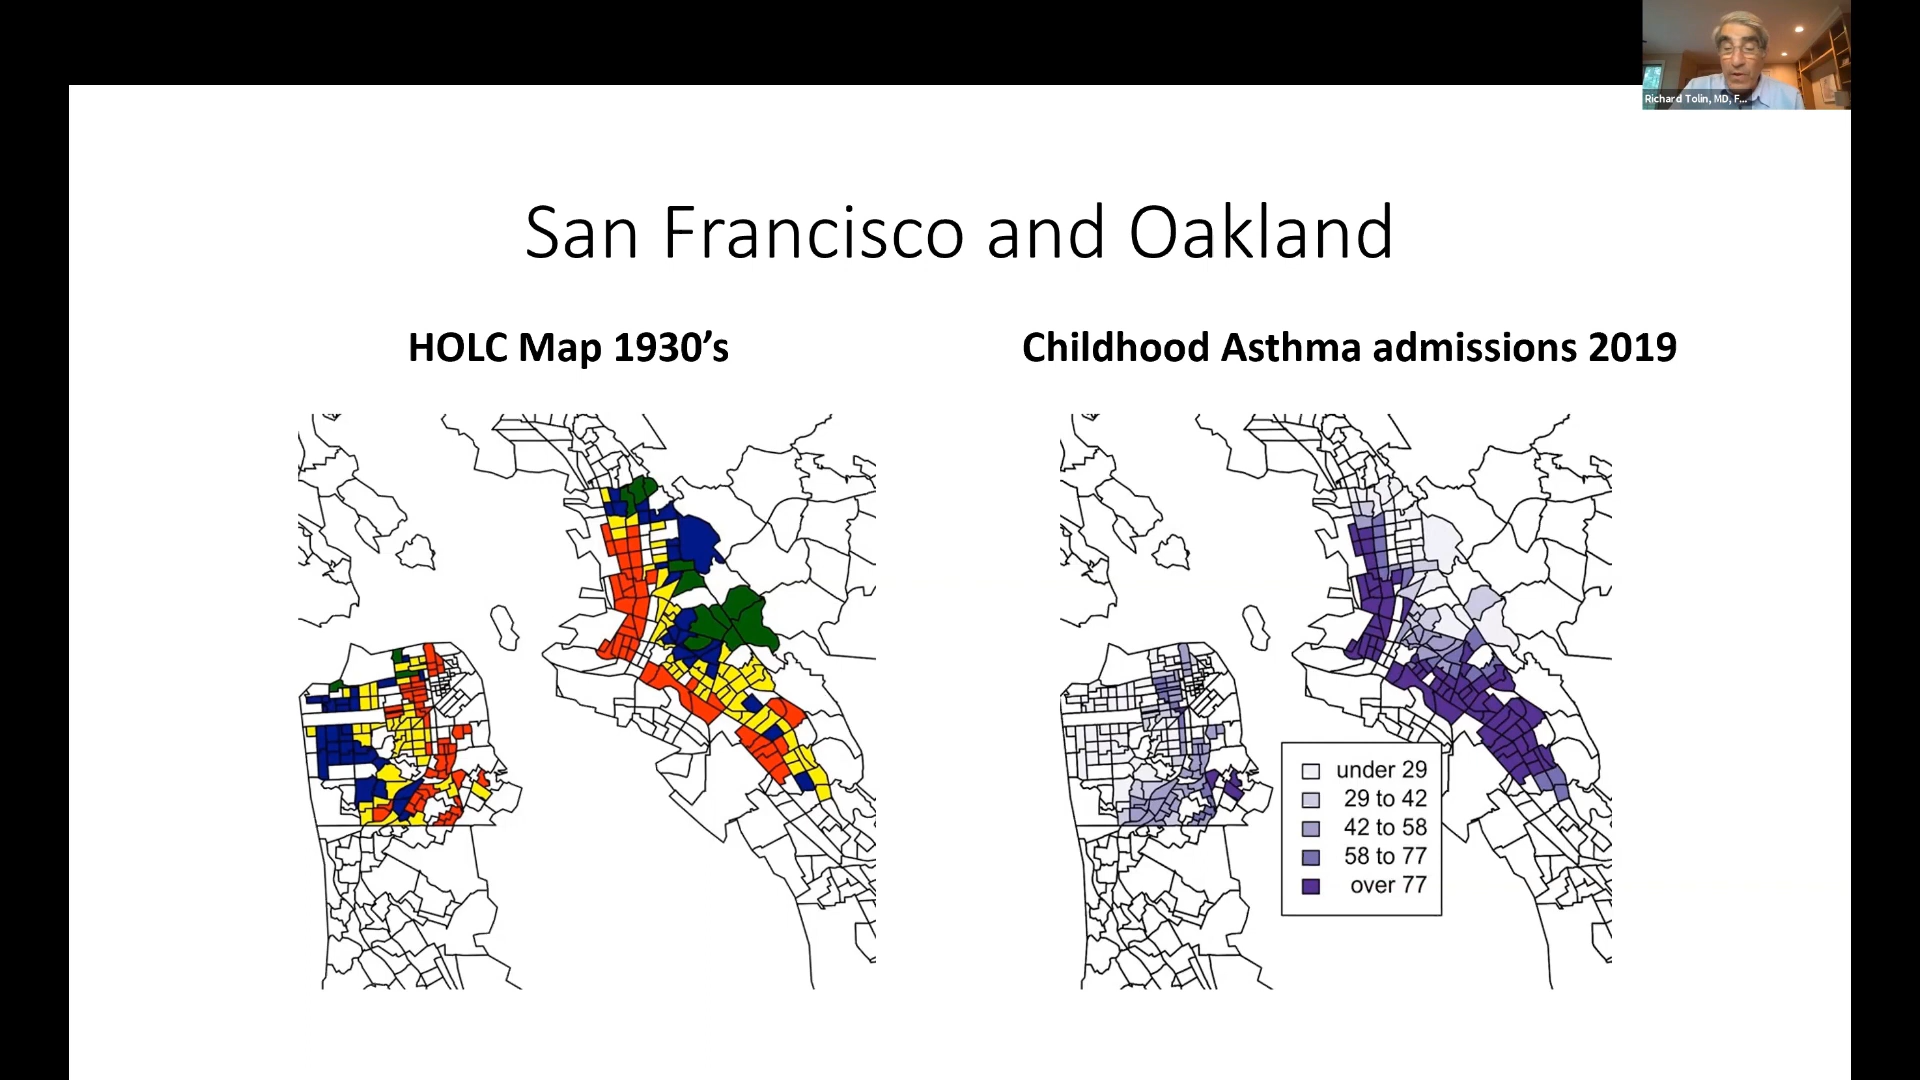 Richard Tolin, MD, F...
San Francisco and Oakland
HOLC Map 1930’s
Childhood Asthma admissions 2019
under 29
29 to 42
42 to 58
58 to 77
over 77